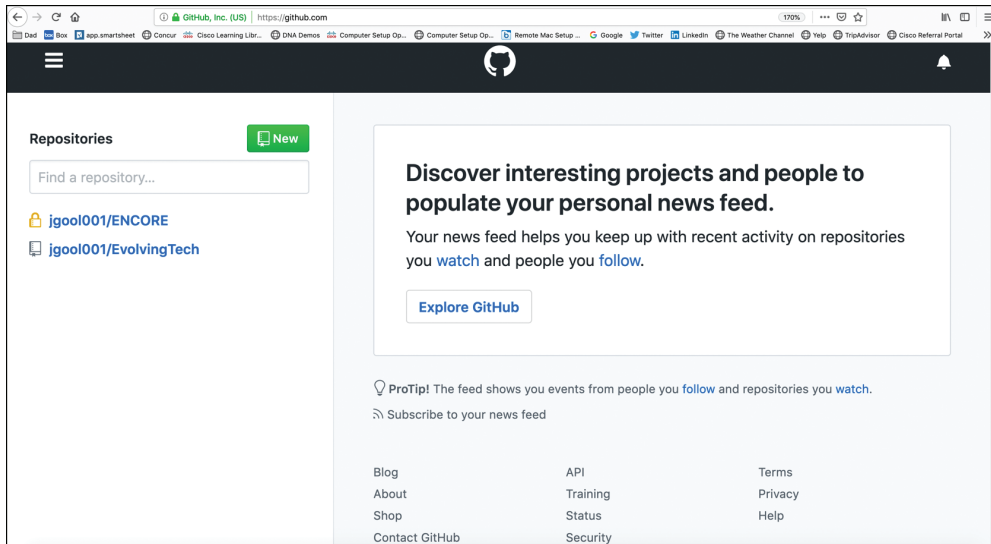 GitHub, Inc. (US)
https://github.com
170%
Dad
box Box
app.smartsheet
Concur
Cisco Learning Libr...
DNA Demos
Computer Setup Op...
Computer Setup Op...
Remote Mac Setup ...
Google
Twitter
LinkedIn
The Weather Channel
Yelp
TripAdvisor
Cisco Referral Portal
Repositories
New
Find a repository...
jgool001/ENCORE
jgool001/EvolvingTech
Discover interesting projects and people to
populate your personal news feed.
Your news feed helps you keep up with recent activity on repositories
you watch and people you follow.
Explore GitHub
ProTip! The feed shows you events from people you follow and repositories you watch.
Subscribe to your news feed
Blog
About
Shop
Contact GitHub
API
Training
Status
Security
Terms
Privacy
Help